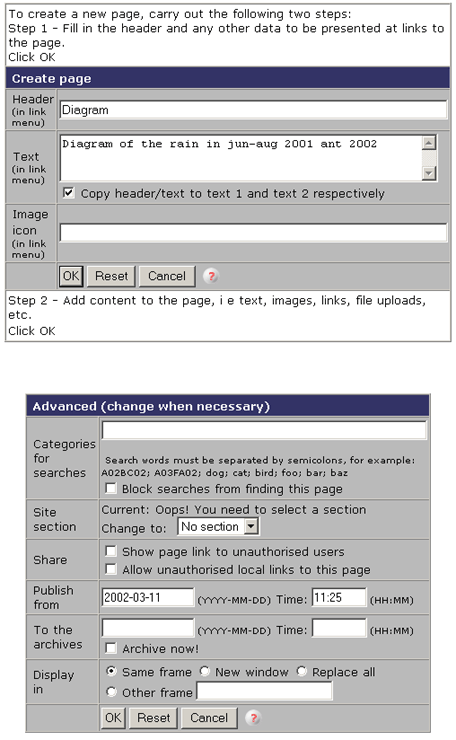 To create a new page, carry out the following two steps:
Step 1 - Fill in the header and any other data to be presented at links to
the page.
Click OK
Create page
Header
(in link
menu)
Diagram
Text
(in link
menu)
Diagram of the rain in jun-aug 2001 ant 2002
Copy header/text to text 1 and text 2 respectively
Image
icon
(in link
menu)
OK Reset Cancel ?
Step 2 - Add content to the page, i e text, images, links, file uploads,
etc.
Click OK
Advanced (change when necessary)
Categories
for
searches
Search words must be separated by semicolons, for example:
A02BC02; A03FA02; dog; cat; bird; foo; bar; baz
Block searches from finding this page
Site
section
Current: Oops! You need to select a section
Change to: No section
Share
Show page link to unauthorised users
Allow unauthorised local links to this page
Publish
from
2002-03-11 (YYYY-MM-DD) Time: 11:25 (HH:MM)
To the
archives
(YYYY-MM-DD) Time: (HH:MM)
Archive now!
Display
in
Same frame New window Replace all
Other frame
OK Reset Cancel ?